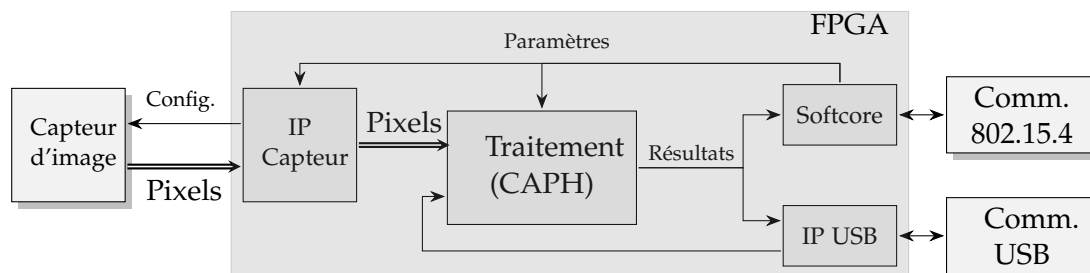 FPGA
Paramètres
Config.
Capteur
d'image
Pixels
IP
Capteur
Pixels
Traitement
(CAPH)
Résultats
Softcore
Comm.
802.15.4
IP USB
Comm.
USB